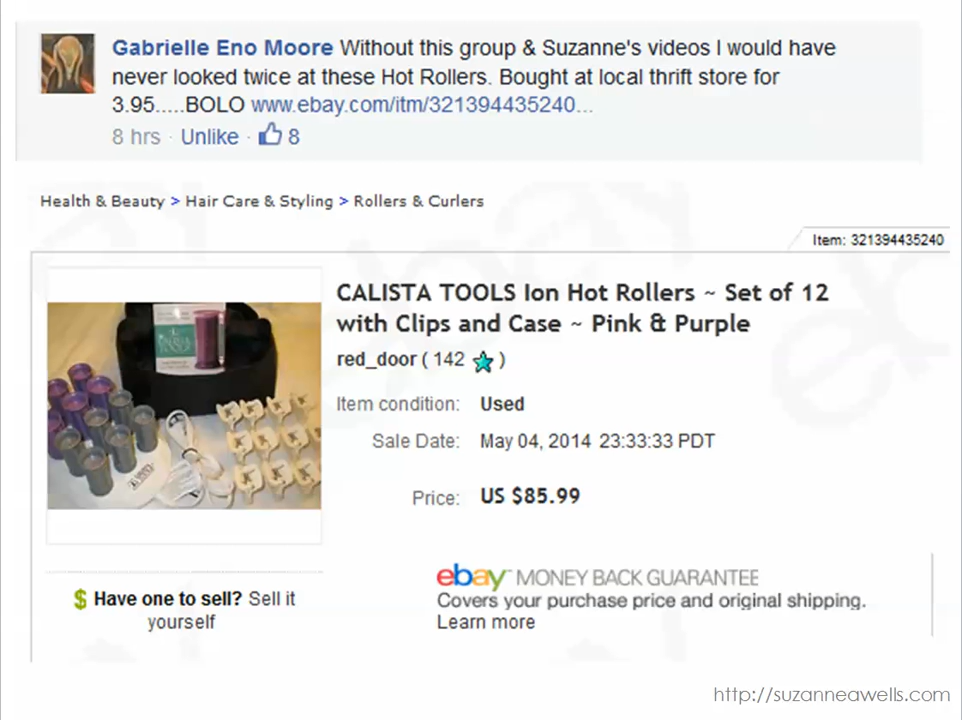 Gabrielle Eno Moore Without this group & Suzanne's videos I would have
never looked twice at these Hot Rollers. Bought at local thrift store for
3.95.....BOLO www.ebay.com/itm/321394435240...
8 hrs · Unlike · 8
Health & Beauty > Hair Care & Styling > Rollers & Curlers
Item: 321394435240
CALISTA TOOLS Ion Hot Rollers ~ Set of 12
with Clips and Case ~ Pink & Purple
red_door ( 142 )
Item condition: Used
Sale Date: May 04, 2014 23:33:33 PDT
Price: US $85.99
$ Have one to sell? Sell it
yourself
ebay™ MONEY BACK GUARANTEE
Covers your purchase price and original shipping.
Learn more
http://suzanneawells.com